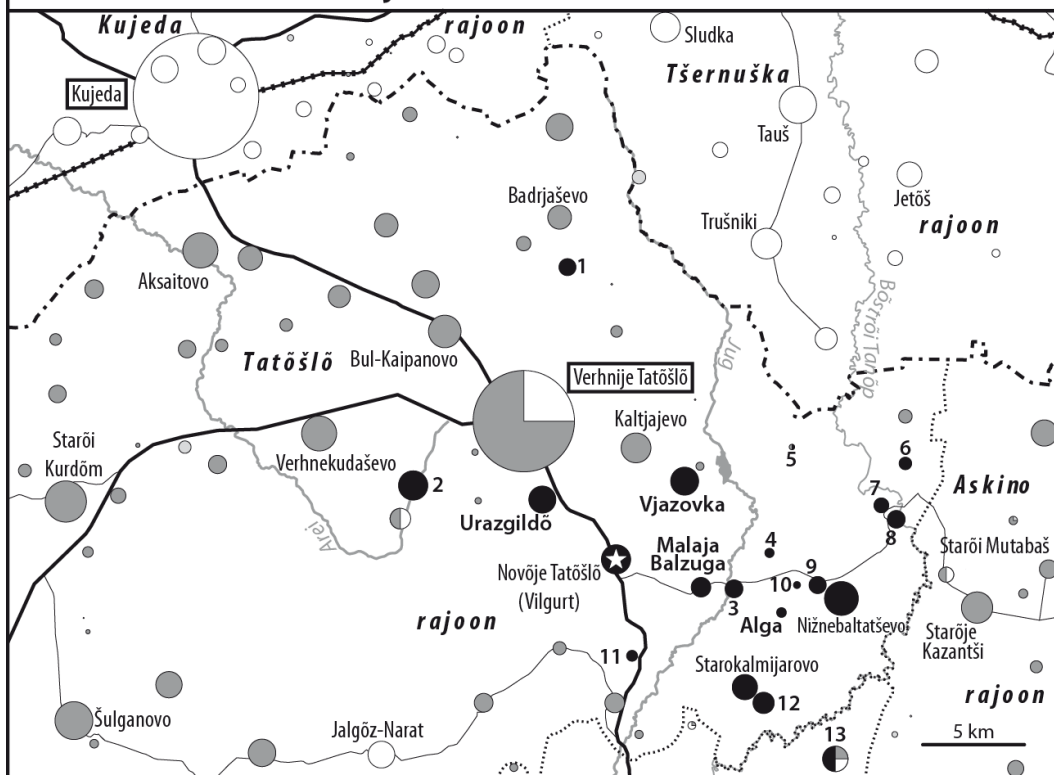 Kujeda
rajoon
Sludka
Tšernuška
Kujeda
Tauš
Badrjaševo
Jetõš
Trušniki
rajoon
1
Aksaitovo
Bõstrõi Tanõp
Jug
Tatõšlõ
Bul-Kaipanovo
Verhnije Tatõšlõ
Kaltjajevo
Starõi
Kurdõm
Verhnekudaševo
5
6
2
Askino
Vjazovka
7
Urazgildõ
8
Arei
Malaja
Balzuga
4
Starõi Mutabaš
Novõje Tatõšlõ
(Vilgurt)
9
10
3
Alga
Nižnebaltatševo
rajoon
Starõje
Kazantši
11
Starokalmijarovo
rajoon
12
Šulganovo
Jalgõz-Narat
13
5 km